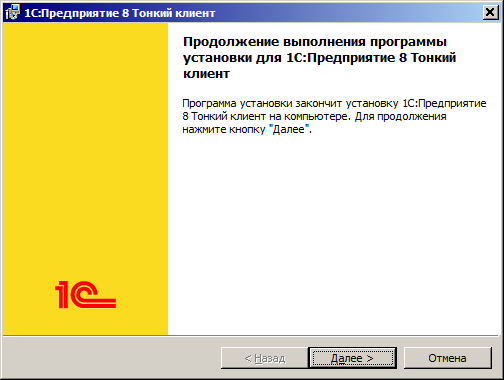 1С:Предприятие 8 Тонкий клиент
Продолжение выполнения программы
установки для 1С:Предприятие 8 Тонкий
клиент
Программа установки закончит установку 1С:Предприятие
8 Тонкий клиент на компьютере. Для продолжения
нажмите кнопку "Далее".
1С
< Назад
Далее >
Отмена